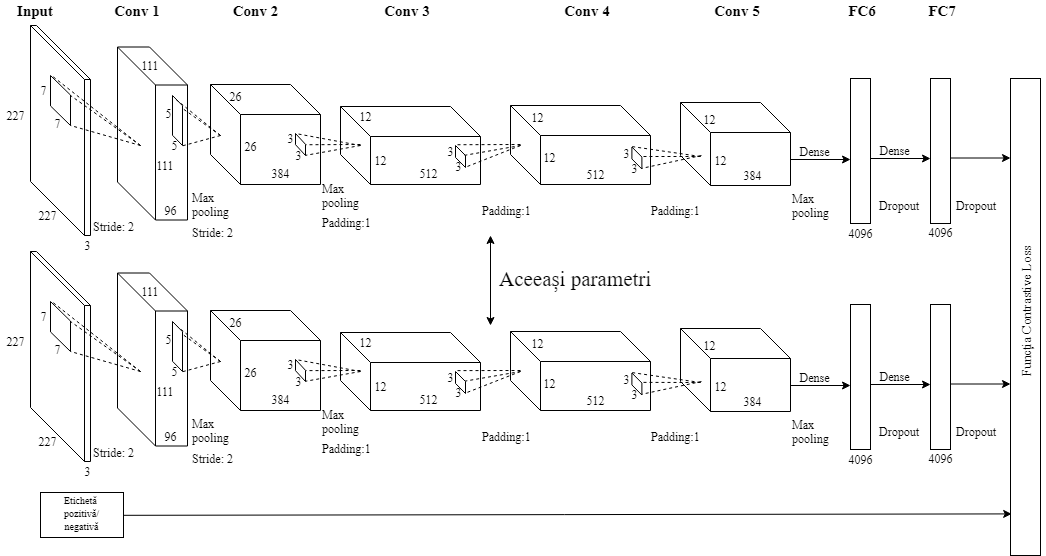 Input Conv 1 Conv 2 Conv 3 Conv 4 Conv 5 FC6 FC7
227
7
7
227
3
Stride: 2
111
5
5
111
96
Max
pooling
Stride: 2
26
26
384
3
3
Max
pooling
Padding:1
12
12
512
3
3
Padding:1
12
12
512
3
3
Padding:1
12
12
384
Max
pooling
Dense
4096
Dense
Dropout
4096
Dropout
Aceeași parametri
227
7
7
227
3
Stride: 2
111
5
5
111
96
Max
pooling
Stride: 2
26
26
384
3
3
Max
pooling
Padding:1
12
12
512
3
3
Padding:1
12
12
512
3
3
Padding:1
12
12
384
Max
pooling
Dense
4096
Dense
Dropout
4096
Dropout
Funcția Contrastive Loss
Etichetă
pozitivă/
negativă